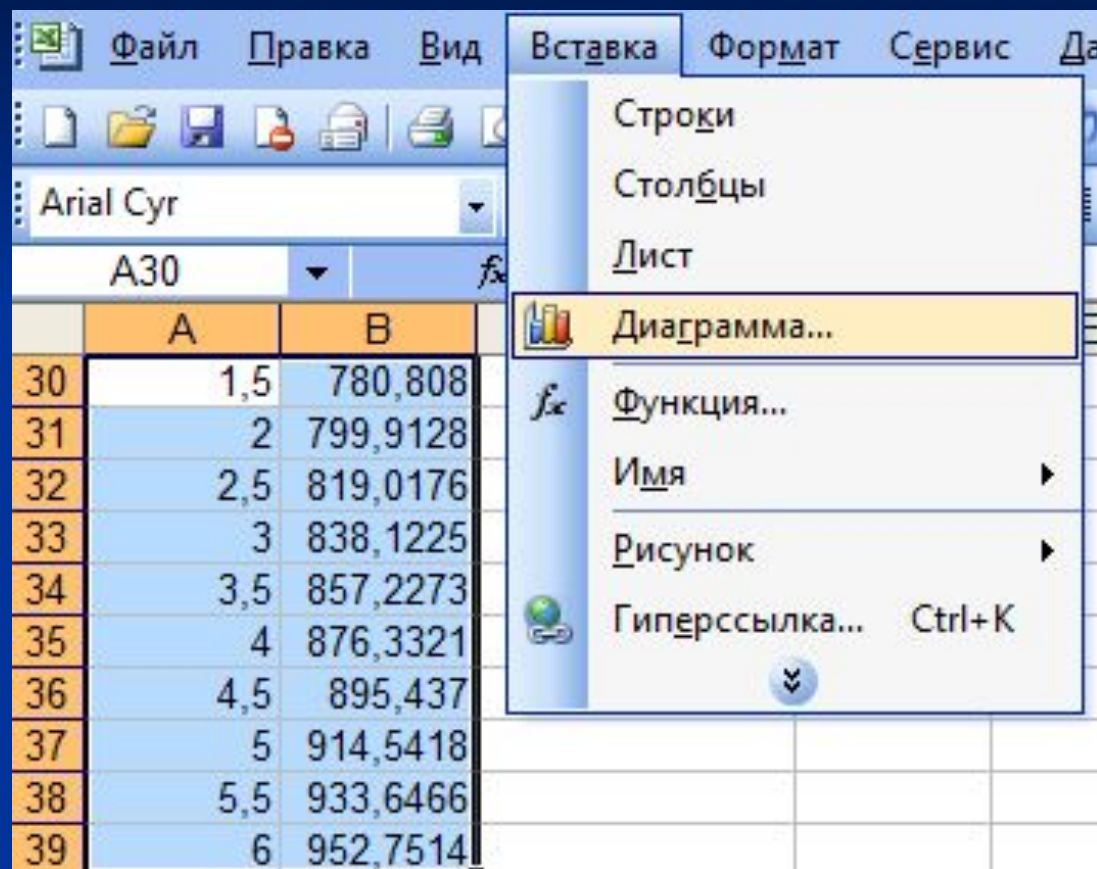 Файл Правка Вид Вставка Формат Сервис
Строки
Столбцы
Arial Cyr
Лист
A30 fx
Диаграмма...
A B
30 1,5 780,808
fx Функция...
31 2 799,9128
Имя
32 2,5 819,0176
33 3 838,1225
Рисунок
34 3,5 857,2273
Гиперссылка... Ctrl+K
35 4 876,3321
36 4,5 895,437
37 5 914,5418
38 5,5 933,6466
39 6 952,7514